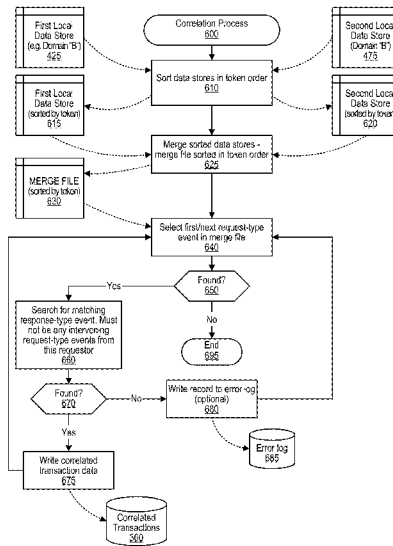 First Local
Data Store
(e.g. Domain "B")
425
Correlation Process
600
Second Local
Data Store
(Domain "B")
475
Sort data stores in token order
610
First Local
Data Store
(sorted by token)
615
Second Local
Data Store
(sorted by token)
620
Merge sorted data stores -
merge file sorted in token order
625
MERGE FILE
(sorted by token)
630
Select first/next request-type
event in merge file
640
Found?
650
Yes
No
End
695
Search for matching
response-type event. Must
not be any intervening
request-type events from
this requestor
660
Found?
670
No
Write record to error log
(optional)
680
Yes
Error log
685
Write correlated
transaction data
675
Correlated
Transactions
360